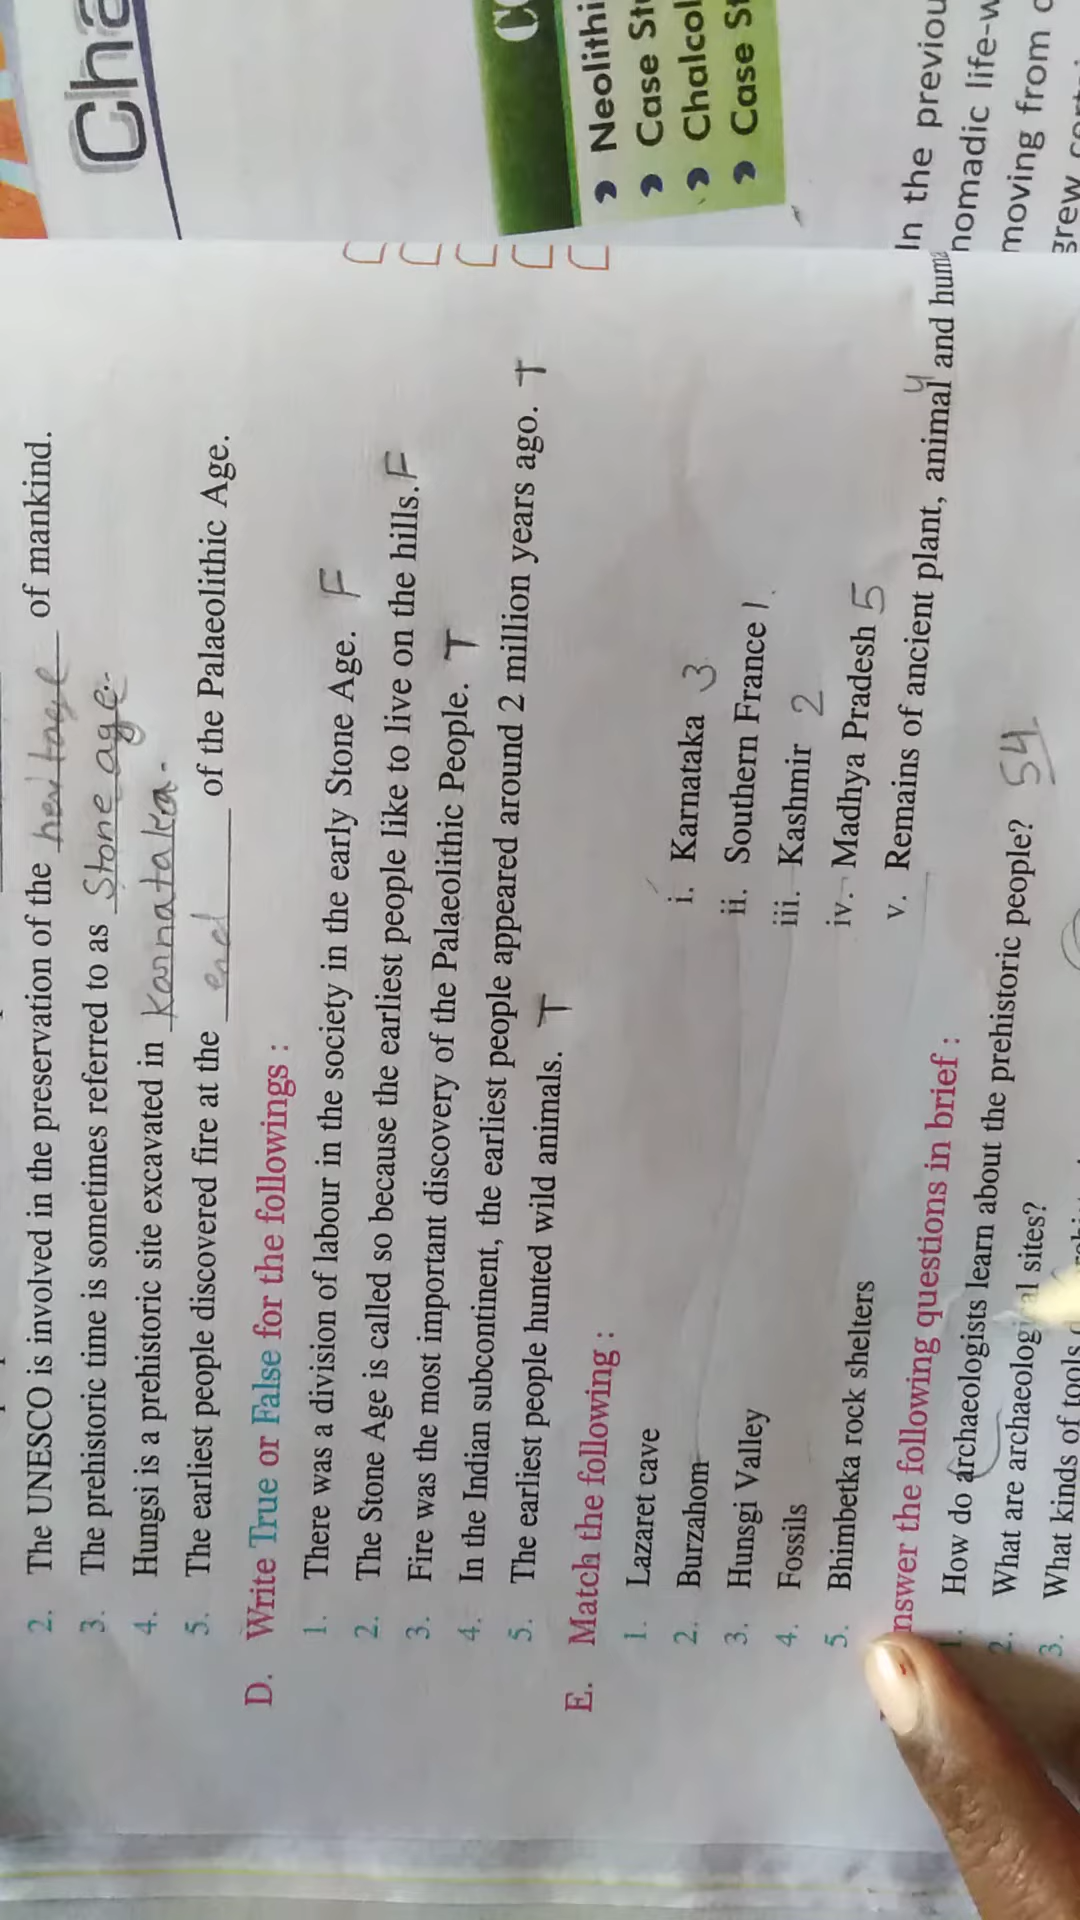 2. The UNESCO is involved in the preservation of the heritage of mankind.
3. The prehistoric time is sometimes referred to as Stone age.
4. Hungsi is a prehistoric site excavated in Karnataka.
5. The earliest people discovered fire at the end of the Palaeolithic Age.
D. Write True or False for the followings :
1. There was a division of labour in the society in the early Stone Age. F
2. The Stone Age is called so because the earliest people like to live on the hills. F
3. Fire was the most important discovery of the Palaeolithic People. T
4. In the Indian subcontinent, the earliest people appeared around 2 million years ago. T
5. The earliest people hunted wild animals. T
E. Match the following :
1. Lazaret cave i. Karnataka 3
2. Burzahom ii. Southern France 1.
3. Hunsgi Valley iii. Kashmir 2
4. Fossils iv. Madhya Pradesh 5
5. Bhimbetka rock shelters v. Remains of ancient plant, animal and huma 4
nswer the following questions in brief :
1. How do archaeologists learn about the prehistoric people? 54
2. What are archaeological sites?
3. What kinds of tools
Cha
CO
Neolithi
Case St
Chalcol
Case St
In the previou
nomadic life-w
moving from
grew